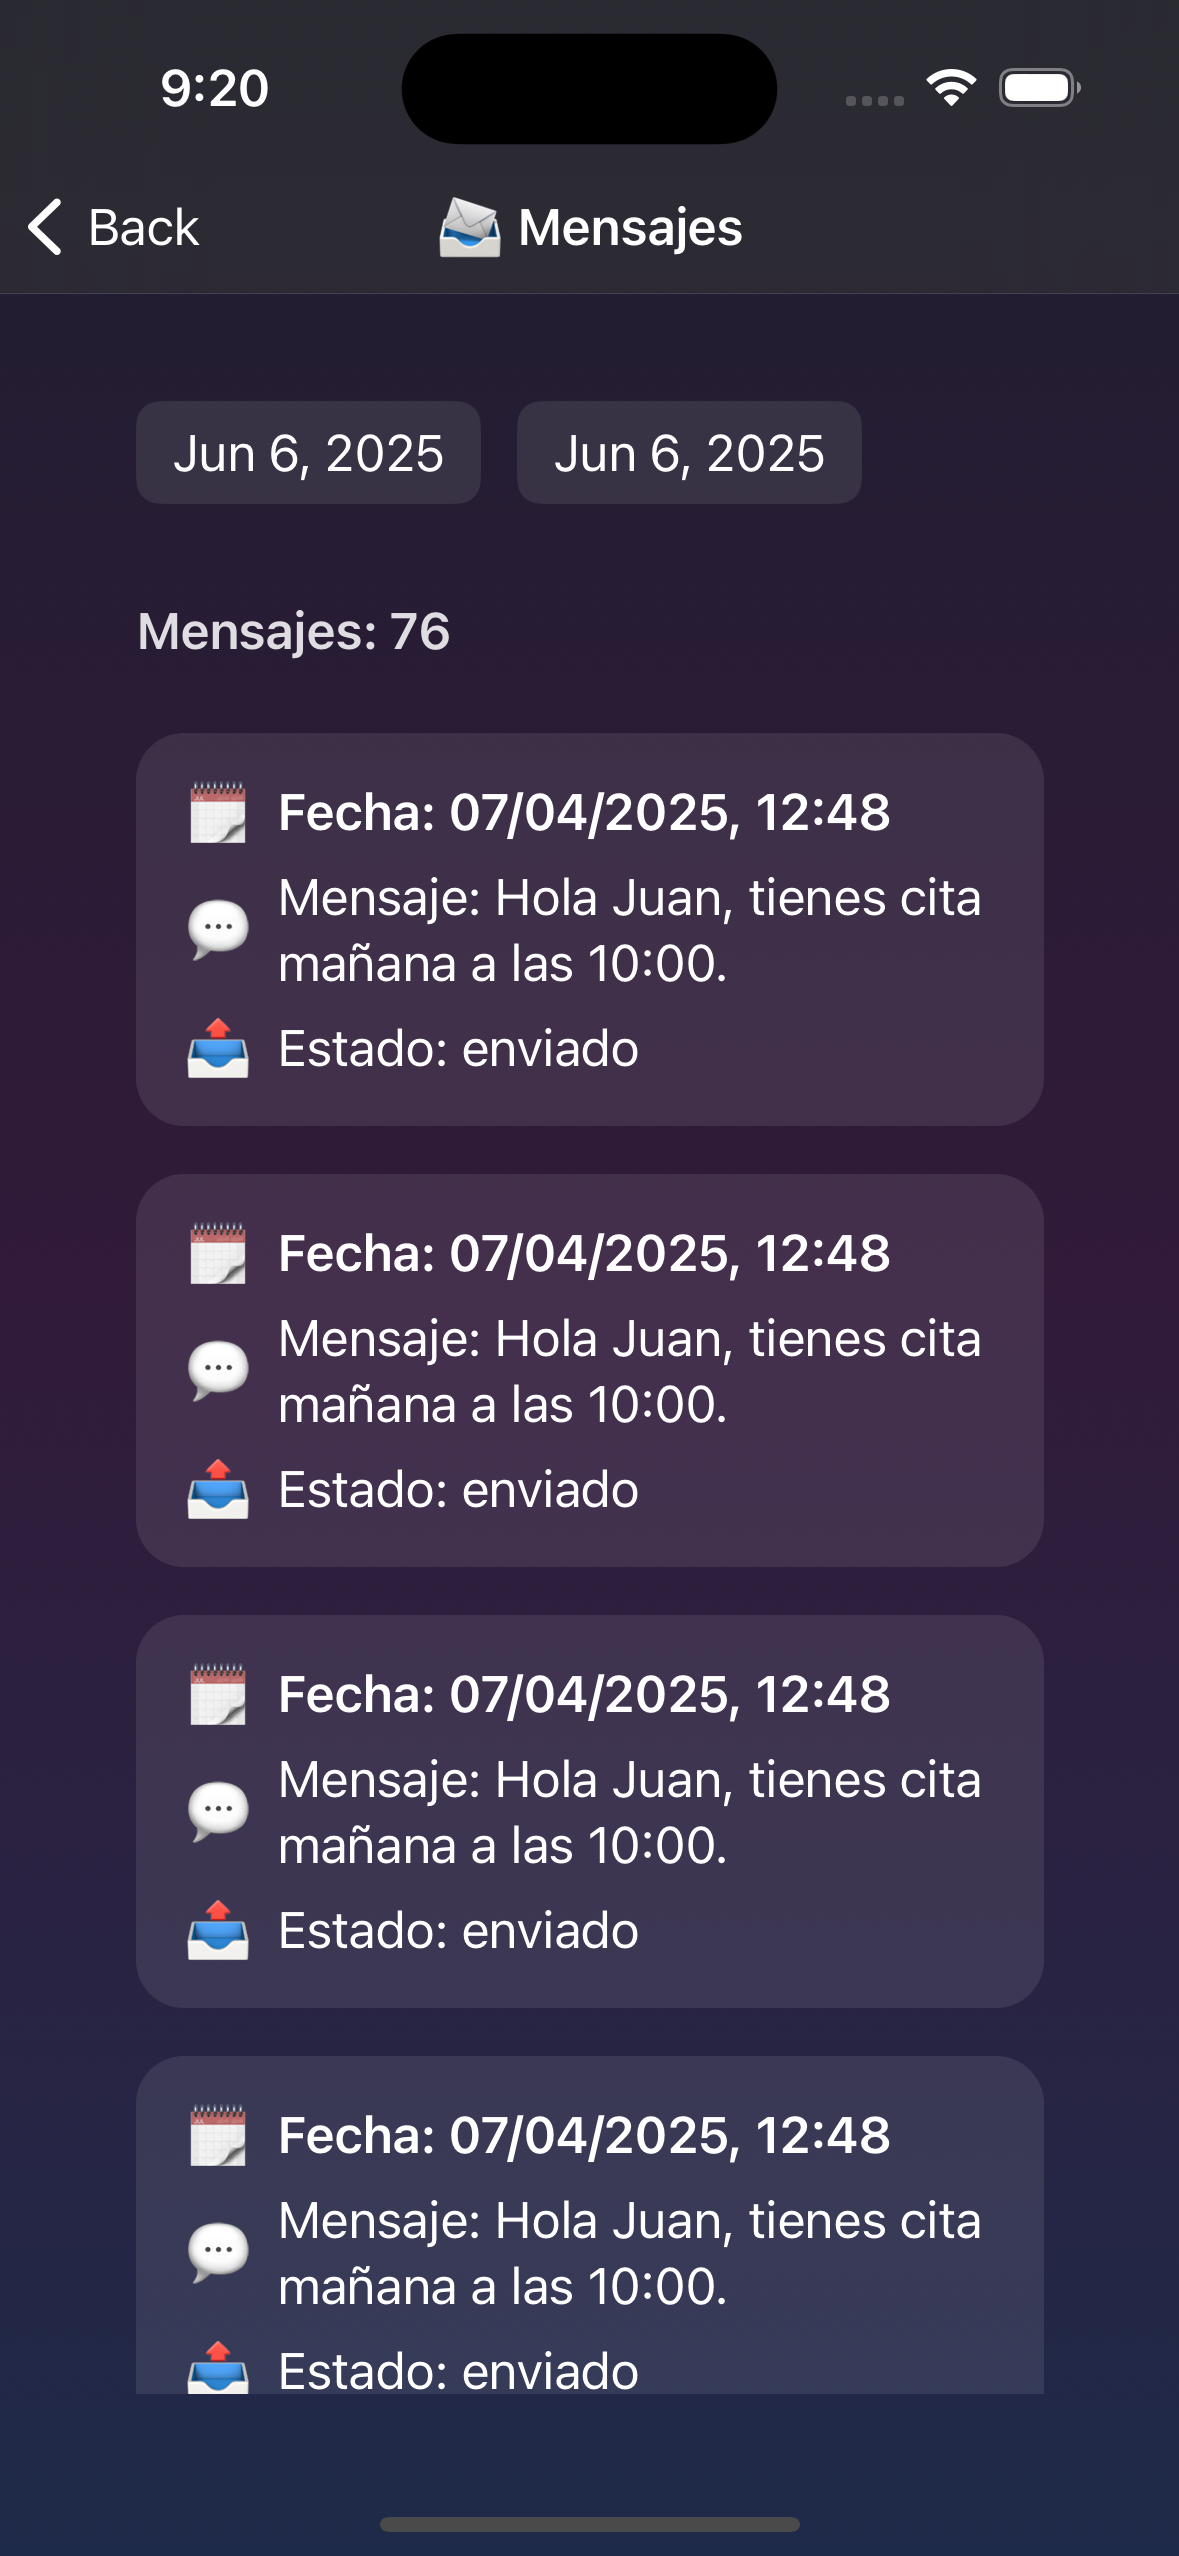 9:20
Back
Mensajes
Jun 6, 2025 Jun 6, 2025
Mensajes: 76
Fecha: 07/04/2025, 12:48
Mensaje: Hola Juan, tienes cita
mañana a las 10:00.
Estado: enviado
Fecha: 07/04/2025, 12:48
Mensaje: Hola Juan, tienes cita
mañana a las 10:00.
Estado: enviado
Fecha: 07/04/2025, 12:48
Mensaje: Hola Juan, tienes cita
mañana a las 10:00.
Estado: enviado
Fecha: 07/04/2025, 12:48
Mensaje: Hola Juan, tienes cita
mañana a las 10:00.
Estado: enviado